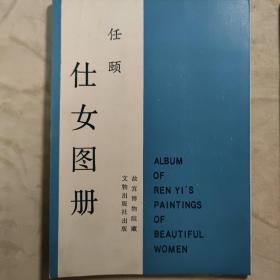 任颐
仕女图册
故宫博物院藏
文物出版社出版
ALBUM
OF
REN YI'S
PAINTINGS
OF
BEAUTIFUL
WOMEN